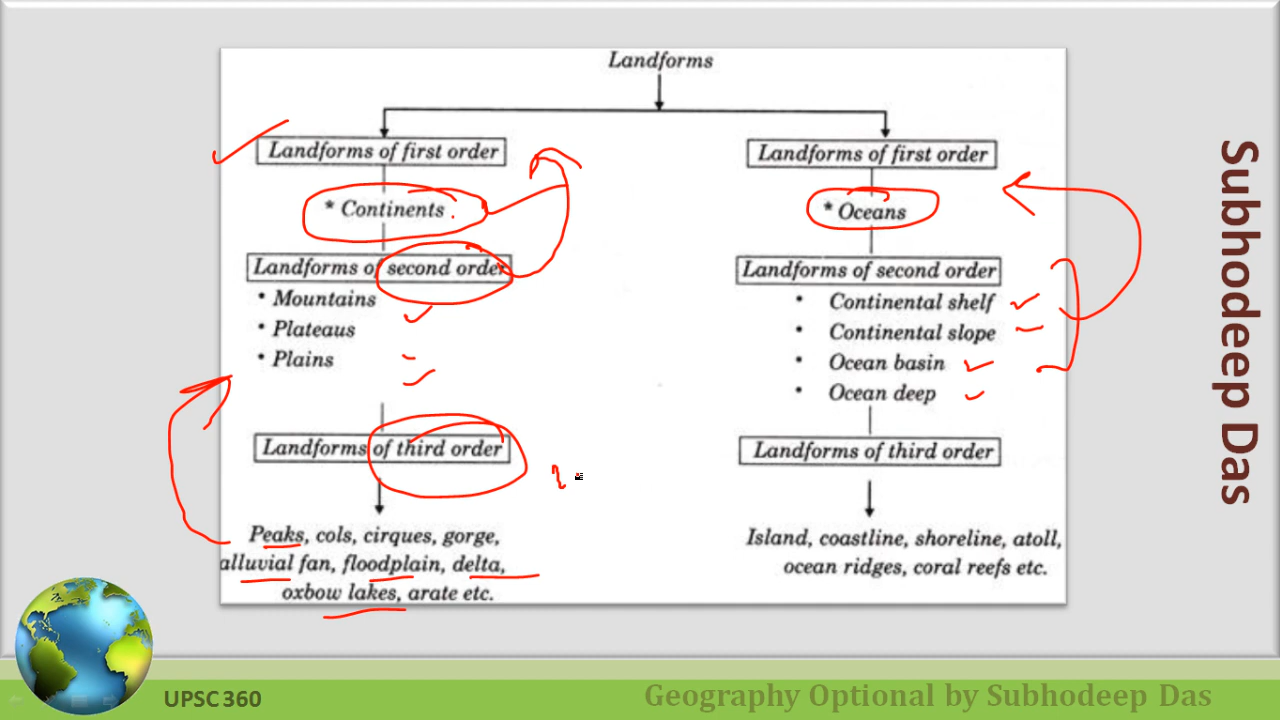 Landforms
Landforms of first order
* Continents
Landforms of second order
• Mountains
• Plateaus
• Plains
Landforms of third order
Peaks, cols, cirques, gorge,
alluvial fan, floodplain, delta,
oxbow lakes, arate etc.
Landforms of first order
* Oceans
Landforms of second order
• Continental shelf
• Continental slope
• Ocean basin
• Ocean deep
Landforms of third order
Island, coastline, shoreline, atoll,
ocean ridges, coral reefs etc.
Subhodeep Das
UPSC 360
Geography Optional by Subhodeep Das